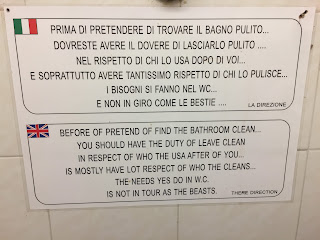 PRIMA DI PRETENDERE DI TROVARE IL BAGNO PULITO...
DOVRESTE AVERE IL DOVERE DI LASCIARLO PULITO ....
NEL RISPETTO DI CHI LO USA DOPO DI VOI...
E SOPRATTUTTO AVERE TANTISSIMO RISPETTO DI CHI LO PULISCE...
I BISOGNI SI FANNO NEL WC...
E NON IN GIRO COME LE BESTIE ....
LA DIREZIONE
BEFORE OF PRETEND OF FIND THE BATHROOM CLEAN...
YOU SHOULD HAVE THE DUTY OF LEAVE CLEAN
IN RESPECT OF WHO THE USA AFTER OF YOU...
IS MOSTLY HAVE LOT RESPECT OF WHO THE CLEANS...
THE NEEDS YES DO IN W.C.
IS NOT IN TOUR AS THE BEASTS.
THERE DIRECTION